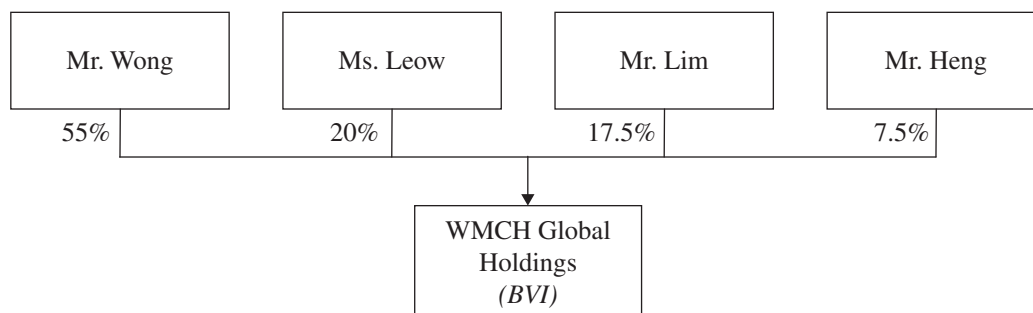 Mr. Wong
Ms. Leow
Mr. Lim
Mr. Heng
55%
20%
17.5%
7.5%
WMCH Global
Holdings
(BVI)